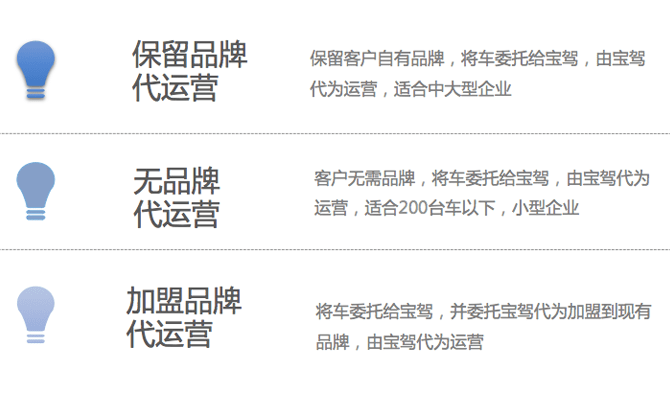 保留品牌
代运营
保留客户自有品牌，将车委托给宝驾，由宝驾
代为运营，适合中大型企业
无品牌
代运营
客户无需品牌，将车委托给宝驾，由宝驾代为
运营，适合200台车以下，小型企业
加盟品牌
代运营
将车委托给宝驾，并委托宝驾代为加盟到现有
品牌，由宝驾代为运营